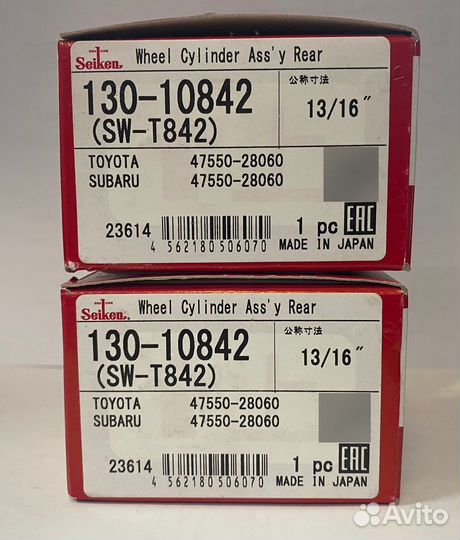 GENUINE
Seiken
Wheel Cylinder Ass'y Rear
130-10842
(SW-T842)
公称寸法
13/16"
TOYOTA 47550-28060
SUBARU 47550-28060
23614
4 562180 506070
1 pc EAC
MADE IN JAPAN
Seiken
Wheel Cylinder Ass'y Rear
130-10842
(SW-T842)
公称寸法
13/16"
TOYOTA 47550-28060
SUBARU 47550-28060
23614
4 562180 506070
1 pc EAC
MADE IN JAPAN
Avito